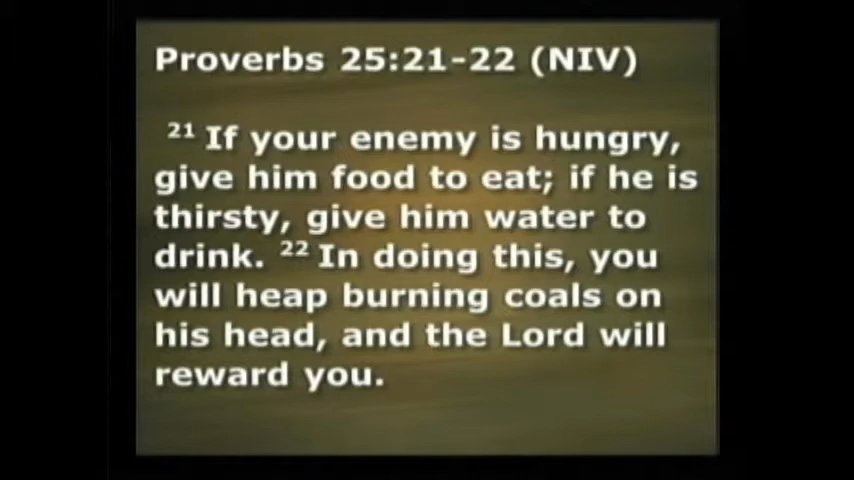 Proverbs 25:21-22 (NIV)
21 If your enemy is hungry,
give him food to eat; if he is
thirsty, give him water to
drink. 22 In doing this, you
will heap burning coals on
his head, and the Lord will
reward you.